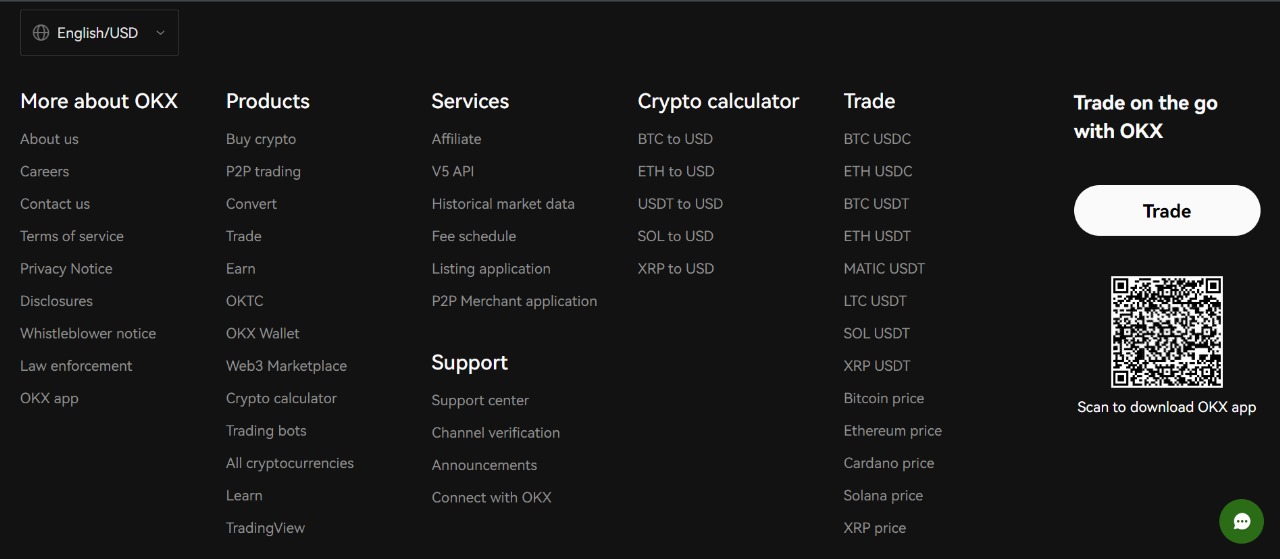 English/USD
More about OKX
About us
Careers
Contact us
Terms of service
Privacy Notice
Disclosures
Whistleblower notice
Law enforcement
OKX app
Products
Buy crypto
P2P trading
Convert
Trade
Earn
OKTC
OKX Wallet
Web3 Marketplace
Crypto calculator
Trading bots
All cryptocurrencies
Learn
TradingView
Services
Affiliate
V5 API
Historical market data
Fee schedule
Listing application
P2P Merchant application
Support
Support center
Channel verification
Announcements
Connect with OKX
Crypto calculator
BTC to USD
ETH to USD
USDT to USD
SOL to USD
XRP to USD
Trade
BTC USDC
ETH USDC
BTC USDT
ETH USDT
MATIC USDT
LTC USDT
SOL USDT
XRP USDT
Bitcoin price
Ethereum price
Cardano price
Solana price
XRP price
Trade on the go
with OKX
Trade
Scan to download OKX app